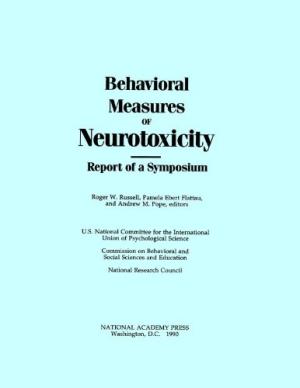 Behavioral
Measures
OF
Neurotoxicity
Report of a Symposium
Roger W. Russell, Pamela Ebert Flattau,
and Andrew M. Pope, editors
U.S. National Committee for the International
Union of Psychological Science
Commission on Behavioral and
Social Sciences and Education
National Research Council
NATIONAL ACADEMY PRESS
Washington, D.C. 1990